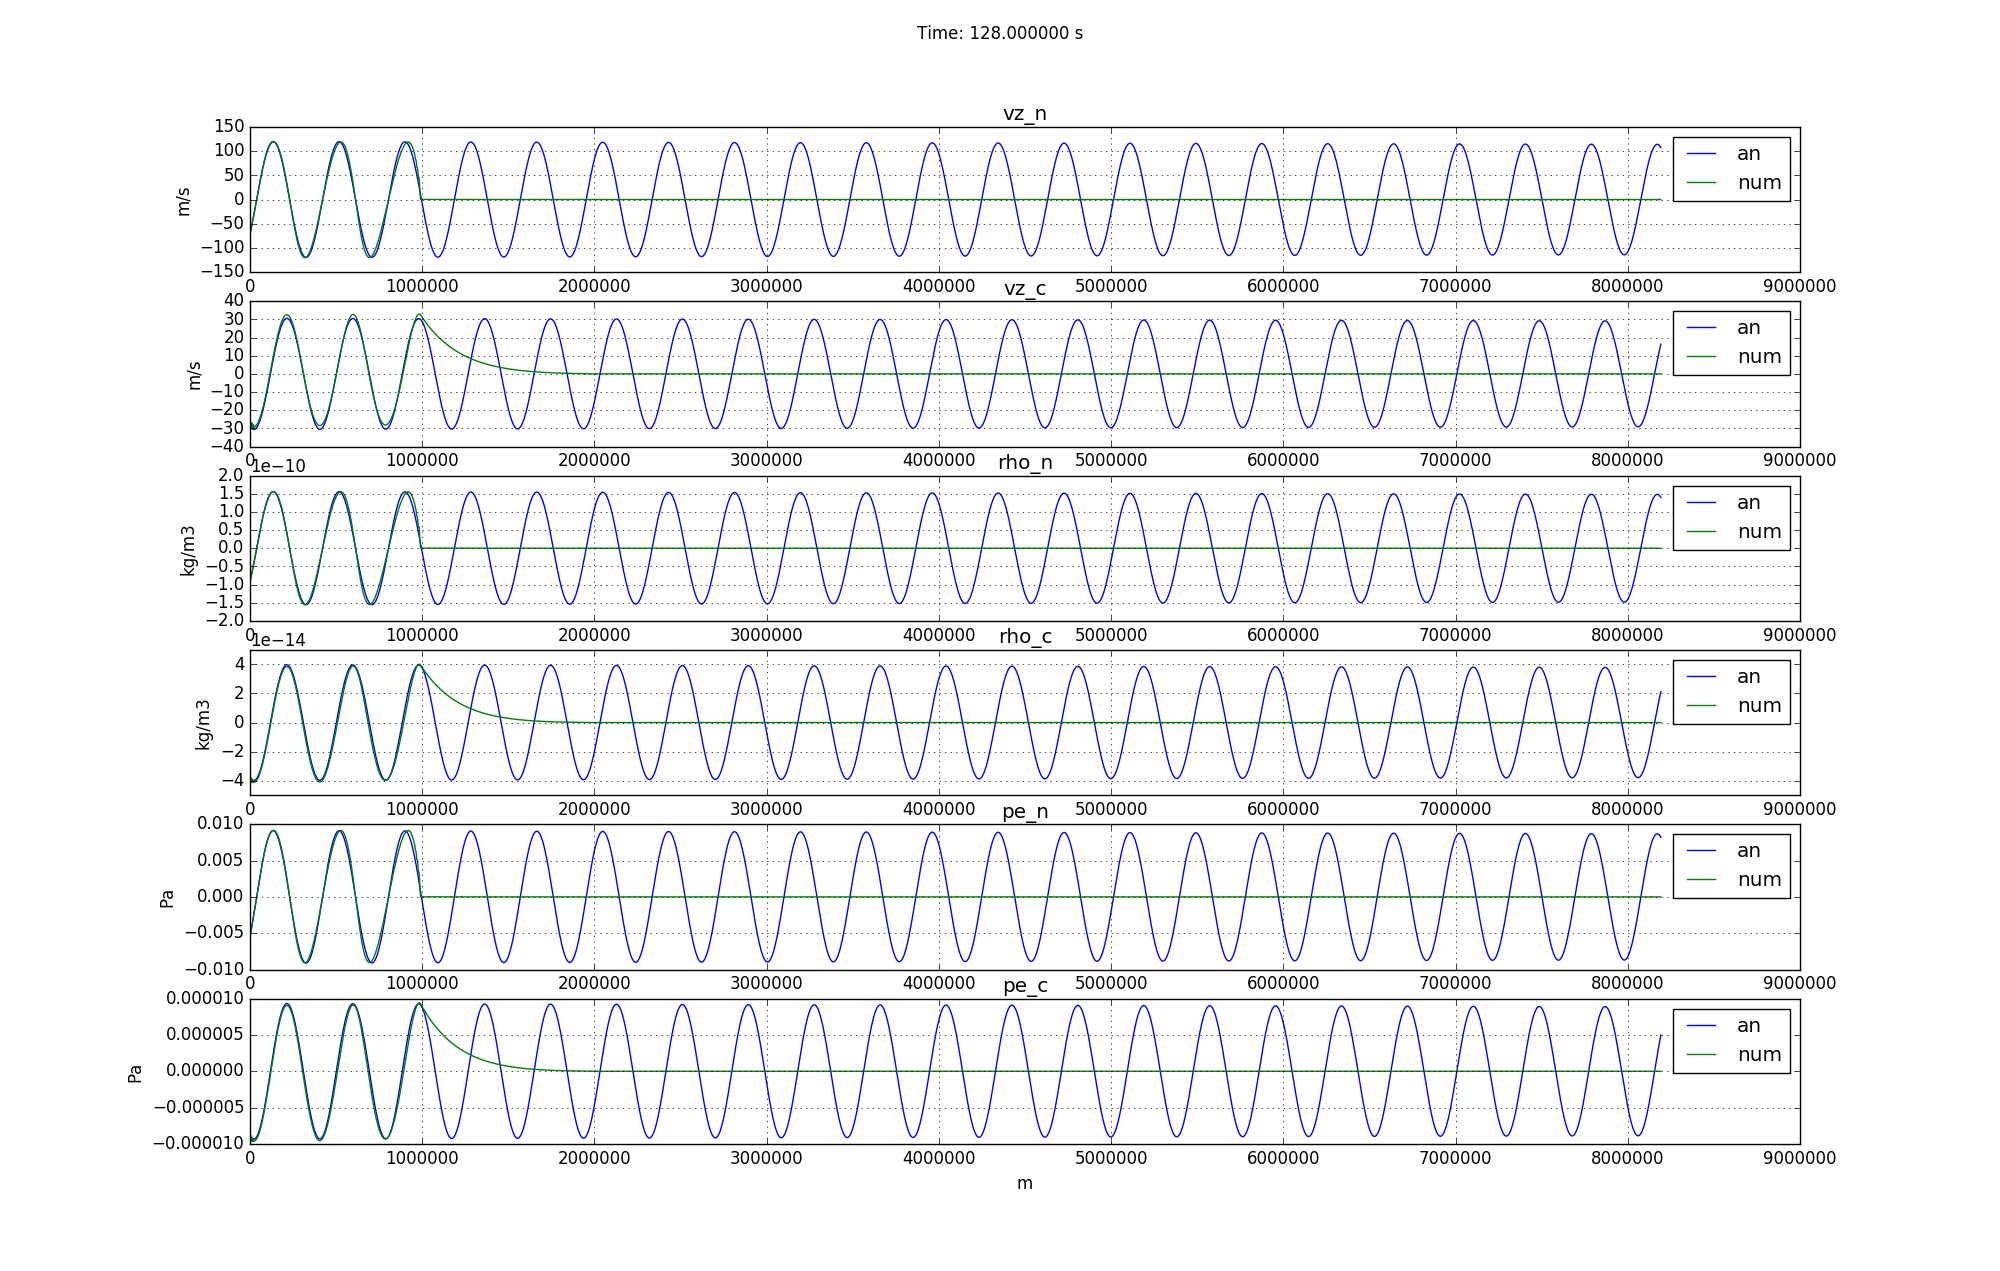 Time: 128.000000 s
vz_n
150
100
50
0
−50
−100
−150
m/s
an
num
0 1000000 2000000 3000000 4000000 5000000 6000000 7000000 8000000 9000000
vz_c
40
30
20
10
0
−10
−20
−30
−40
m/s
an
num
0 1000000 2000000 3000000 4000000 5000000 6000000 7000000 8000000 9000000
1e−10
rho_n
2.0
1.5
1.0
0.5
0.0
−0.5
−1.0
−1.5
−2.0
kg/m3
an
num
0 1000000 2000000 3000000 4000000 5000000 6000000 7000000 8000000 9000000
1e−14
rho_c
4
2
0
−2
−4
kg/m3
an
num
0 1000000 2000000 3000000 4000000 5000000 6000000 7000000 8000000 9000000
pe_n
0.010
0.005
0.000
−0.005
−0.010
Pa
an
num
0 1000000 2000000 3000000 4000000 5000000 6000000 7000000 8000000 9000000
pe_c
0.000010
0.000005
0.000000
−0.000005
−0.000010
Pa
an
num
0 1000000 2000000 3000000 4000000 5000000 6000000 7000000 8000000 9000000
m